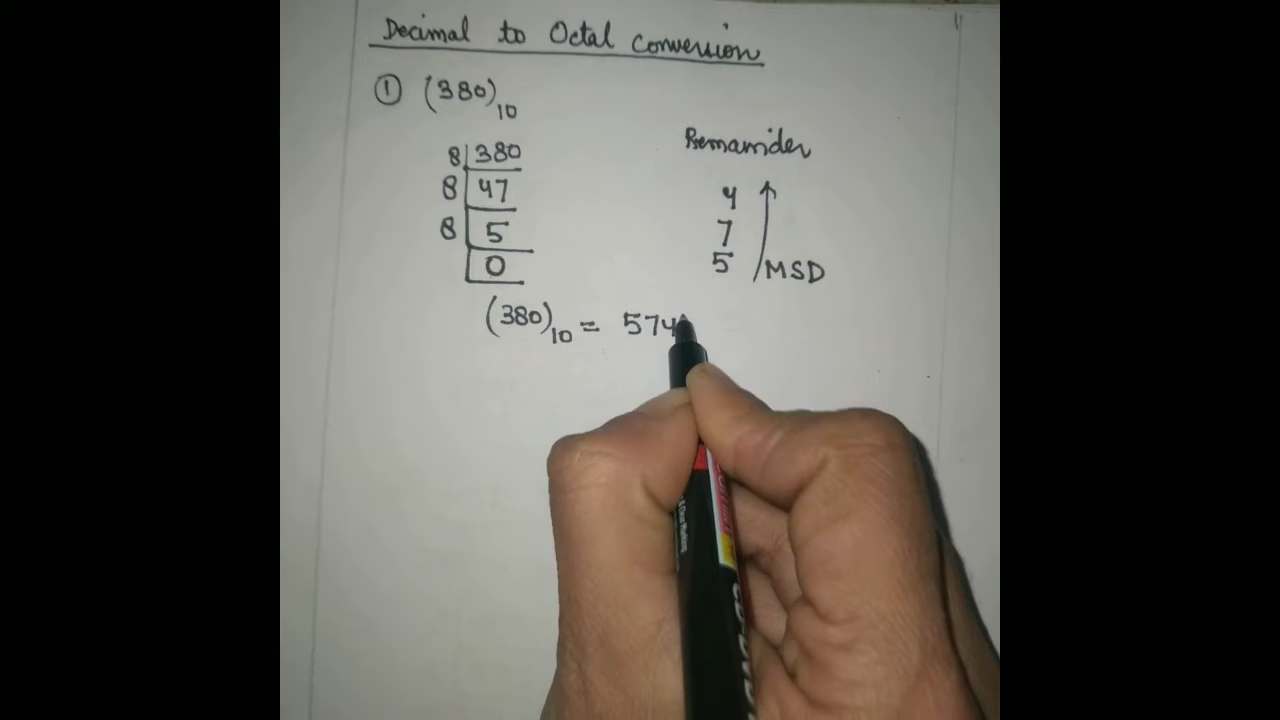 Decimal to Octal Conversion
① (380)10
8 380
Remainder
8 47 4
8 5 7
0 5 MSD
(380)10 = 574